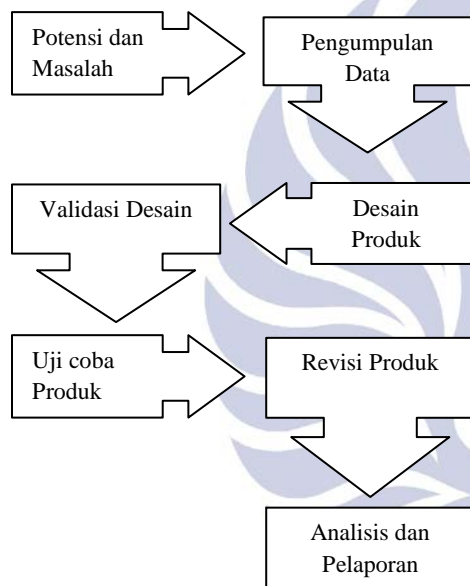 Potensi dan
Masalah
Pengumpulan
Data
Desain
Produk
Validasi Desain
Uji coba
Produk
Revisi Produk
Analisis dan
Pelaporan